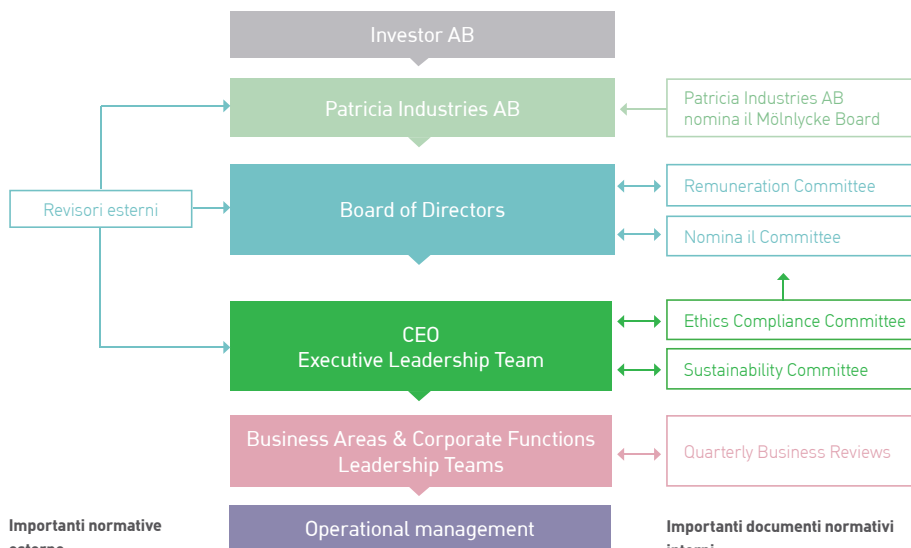 Investor AB
Patricia Industries AB
Patricia Industries AB
nomina il Mölnlycke Board
Revisori esterni
Board of Directors
Remuneration Committee
Nomina il Committee
CEO
Executive Leadership Team
Ethics Compliance Committee
Sustainability Committee
Business Areas & Corporate Functions
Leadership Teams
Quarterly Business Reviews
Importanti normative
Operational management
Importanti documenti normativi